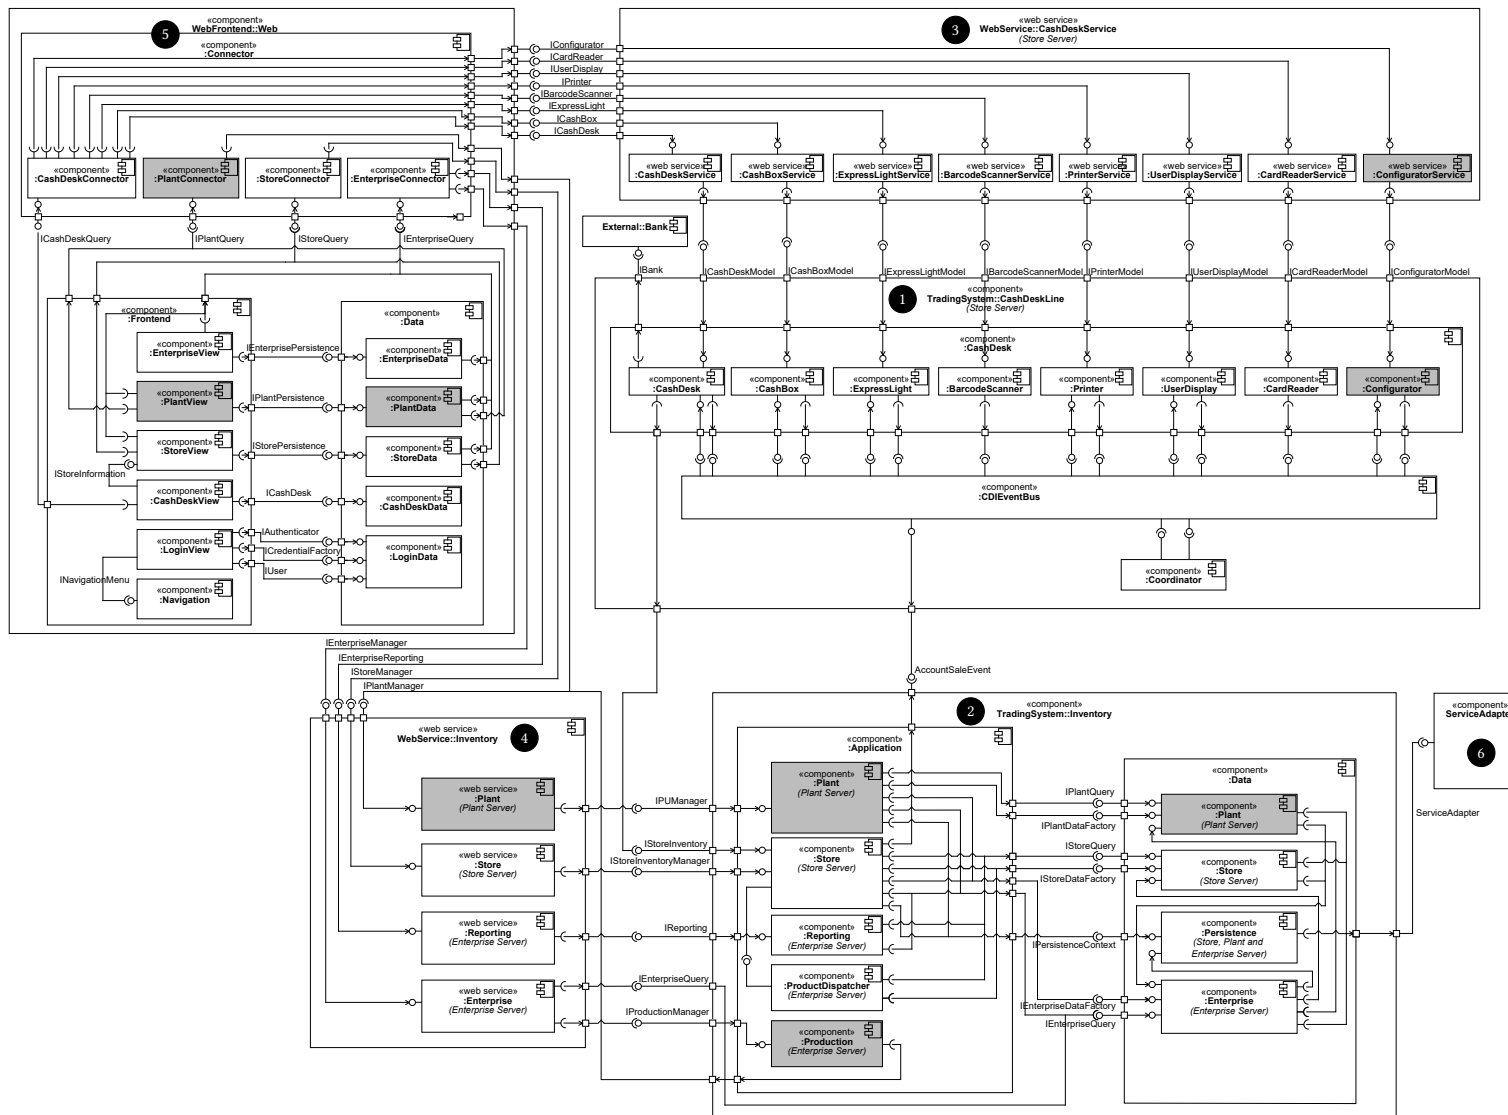 «component»
WebFrontend::Web
5
«component»
:Connector
IConfigurator
ICardReader
IUserDisplay
IPrinter
IBarcodeScanner
IExpressLight
ICashBox
ICashDesk
3
«web service»
WebService::CashDeskService
(Store Server)
:CashDeskConnector
«component»
:PlantConnector
«component»
:StoreConnector
«component»
:EnterpriseConnector
«component»
«web service»
:CashDeskService
«web service»
:CashBoxService
«web service»
:ExpressLightService
«web service»
:BarcodeScannerService
«web service»
:PrinterService
«web service»
:UserDisplayService
«web service»
:CardReaderService
«web service»
:ConfiguratorService
External::Bank
ICashDeskQuery
IPlantQuery
IStoreQuery
IEnterpriseQuery
IBank
ICashDeskModel
ICashBoxModel
IExpressLightModel
IBarcodeScannerModel
IPrinterModel
IUserDisplayModel
ICardReaderModel
IConfiguratorModel
1
«component»
TradingSystem::CashDeskLine
(Store Server)
«component»
:CashDesk
«component»
:CashDesk
«component»
:CashBox
«component»
:ExpressLight
«component»
:BarcodeScanner
«component»
:Printer
«component»
:UserDisplay
«component»
:CardReader
«component»
:Configurator
«component»
:CDIEventBus
«component»
:Coordinator
«component»
:Frontend
«component»
:Data
«component»
:EnterpriseView
IEnterprisePersistence
«component»
:EnterpriseData
«component»
:PlantView
IPlantPersistence
«component»
:PlantData
«component»
:StoreView
IStorePersistence
«component»
:StoreData
IStoreInformation
«component»
:CashDeskView
ICashDesk
«component»
:CashDeskData
«component»
:LoginView
IAuthenticator
ICredentialFactory
IUser
«component»
:LoginData
INavigationMenu
«component»
:Navigation
IEnterpriseManager
IEnterpriseReporting
IStoreManager
IPlantManager
AccountSaleEvent
«web service»
WebService::Inventory
4
2
«component»
TradingSystem::Inventory
«component»
:Application
«component»
:Data
«component»
ServiceAdapte
6
ServiceAdapter
«web service»
:Plant
(Plant Server)
IPUManager
«component»
:Plant
(Plant Server)
IPlantQuery
IPlantDataFactory
«component»
:Plant
(Plant Server)
«web service»
:Store
(Store Server)
IStoreInventory
IStoreInventoryManager
«component»
:Store
(Store Server)
IStoreQuery
IStoreDataFactory
«component»
:Store
(Store Server)
«web service»
:Reporting
(Enterprise Server)
IReporting
«component»
:Reporting
(Enterprise Server)
IPersistenceContext
«component»
:Persistence
(Store, Plant and
Enterprise Server)
«web service»
:Enterprise
(Enterprise Server)
IEnterpriseQuery
IProductionManager
«component»
:ProductDispatcher
(Enterprise Server)
IEnterpriseDataFactory
IEnterpriseQuery
«component»
:Enterprise
(Enterprise Server)
«component»
:Production
(Enterprise Server)